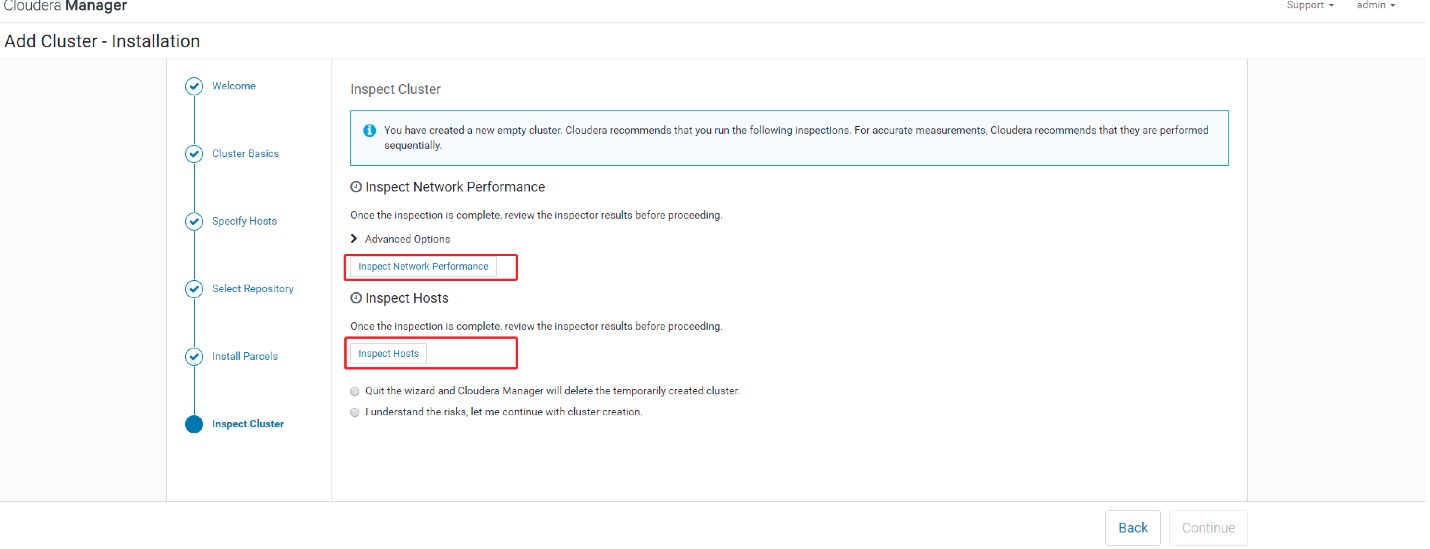 Cloudera Manager
Support
admin
Add Cluster - Installation
Welcome
Cluster Basics
Specify Hosts
Select Repository
Install Parcels
Inspect Cluster
Inspect Cluster
You have created a new empty cluster. Cloudera recommends that you run the following inspections. For accurate measurements, Cloudera recommends that they are performed
sequentially.
Inspect Network Performance
Once the inspection is complete, review the inspector results before proceeding.
Advanced Options
Inspect Network Performance
Inspect Hosts
Once the inspection is complete, review the inspector results before proceeding.
Inspect Hosts
Quit the wizard and Cloudera Manager will delete the temporarily created cluster.
I understand the risks, let me continue with cluster creation.
Back
Continue